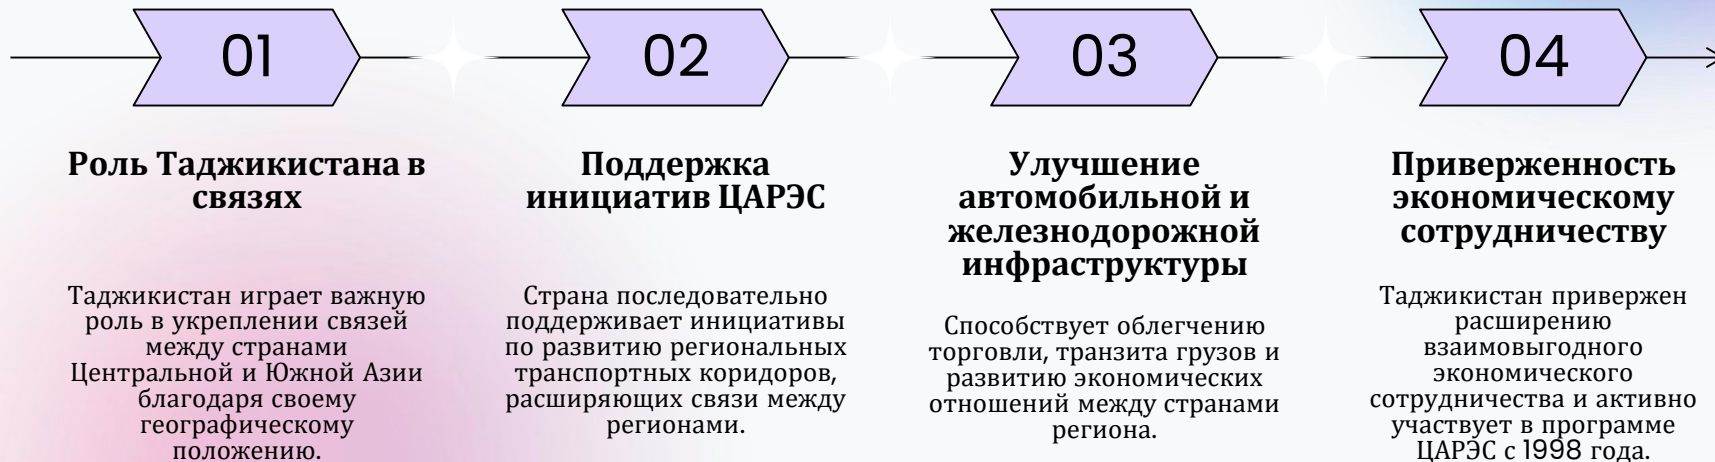 01
Роль Таджикистана в
связях
Таджикистан играет важную
роль в укреплении связей
между странами
Центральной и Южной Азии
благодаря своему
географическому
положению.
02
Поддержка
инициатив ЦАРЭС
Страна последовательно
поддерживает инициативы
по развитию региональных
транспортных коридоров,
расширяющих связи между
регионами.
03
Улучшение
автомобильной и
железнодорожной
инфраструктуры
Способствует облегчению
торговли, транзита грузов и
развитию экономических
отношений между странами
региона.
04
Приверженность
экономическому
сотрудничеству
Таджикистан привержен
расширению
взаимовыгодного
экономического
сотрудничества и активно
участвует в программе
ЦАРЭС с 1998 года.